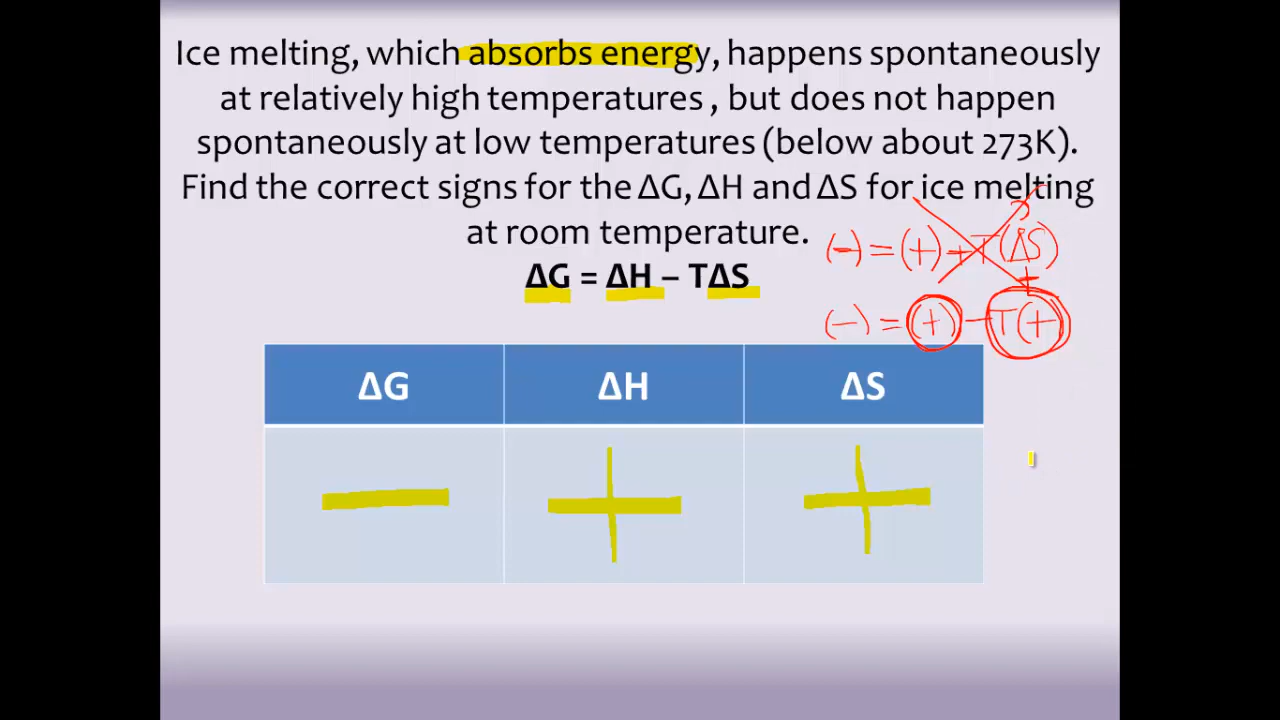 Ice melting, which absorbs energy, happens spontaneously
at relatively high temperatures , but does not happen
spontaneously at low temperatures (below about 273K).
Find the correct signs for the ΔG, ΔH and ΔS for ice melting
at room temperature.
(-) = (+) + T(ΔS)
ΔG = ΔH – TΔS
(-) = (+) - T(+)
ΔG ΔH ΔS
- + +